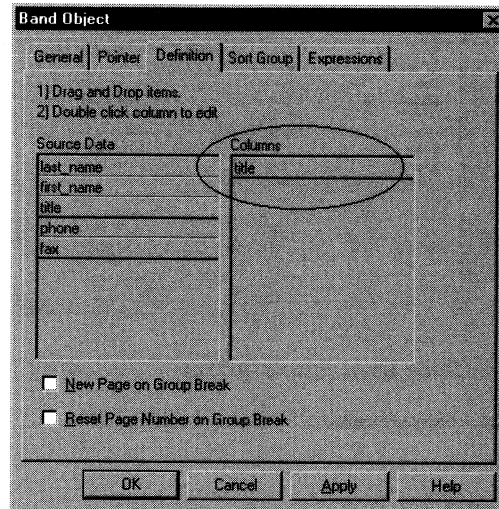 Band Object
General Pointer Definition Sort Group Expressions
1) Drag and Drop items.
2) Double click column to edit
Source Data
last_name
first_name
title
phone
fax
Columns
title
New Page on Group Break
Reset Page Number on Group Break
OK Cancel Apply Help